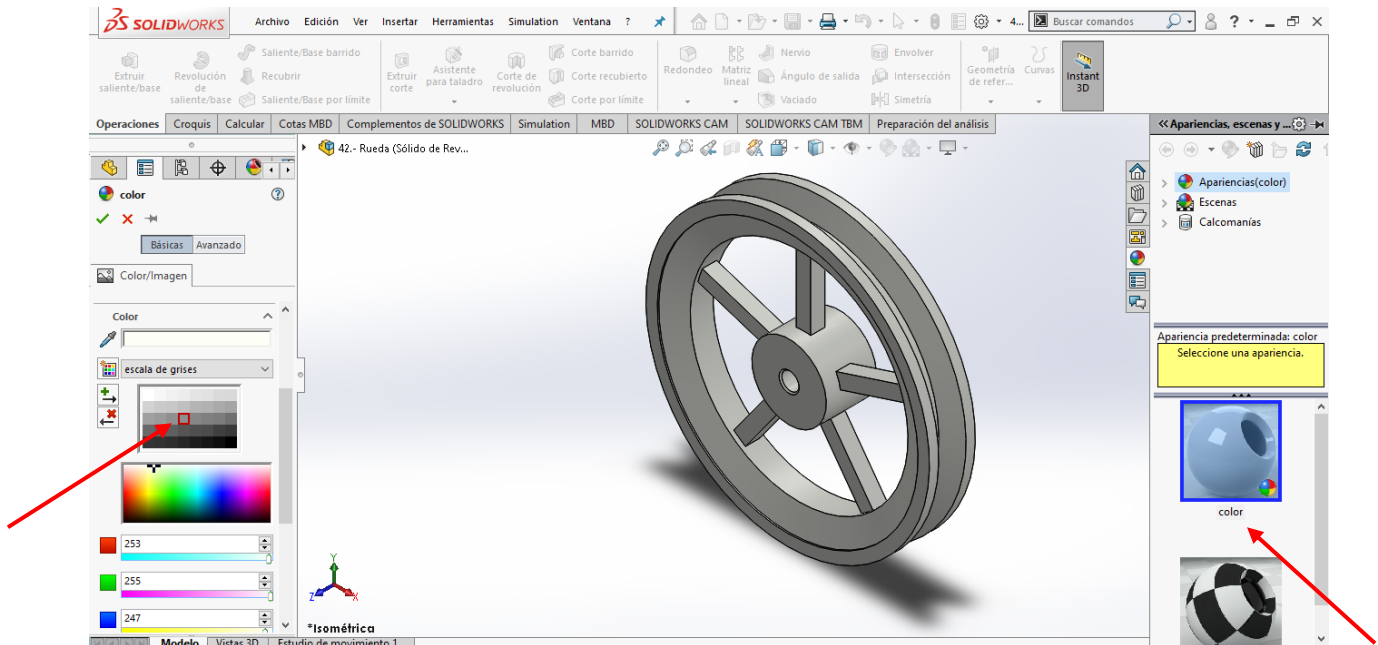 SOLIDWORKS Archivo Edición Ver Insertar Herramientas Simulation Ventana ? 4... Buscar comandos ?
Extruir saliente/base
Revolución de saliente/base
Saliente/Base barrido
Recubrir
Saliente/Base por límite
Extruir corte
Asistente para taladro
Corte de revolución
Corte barrido
Corte recubierto
Corte por límite
Redondeo
Matriz lineal
Nervio
Ángulo de salida
Vaciado
Envolver
Intersección
Simetría
Geometría de refer...
Curvas
Instant 3D
Operaciones Croquis Calcular Cotas MBD Complementos de SOLIDWORKS Simulation MBD SOLIDWORKS CAM SOLIDWORKS CAM TBM Preparación del análisis
42.- Rueda (Sólido de Rev...
color
Básicas Avanzado
Color/Imagen
Color
escala de grises
253
255
247
Y
Z X
*Isométrica
Modelo Vistas 3D Estudio de movimiento 1
Apariencias, escenas y ...
Apariencias(color)
Escenas
Calcomanías
Apariencia predeterminada: color
Seleccione una apariencia.
color